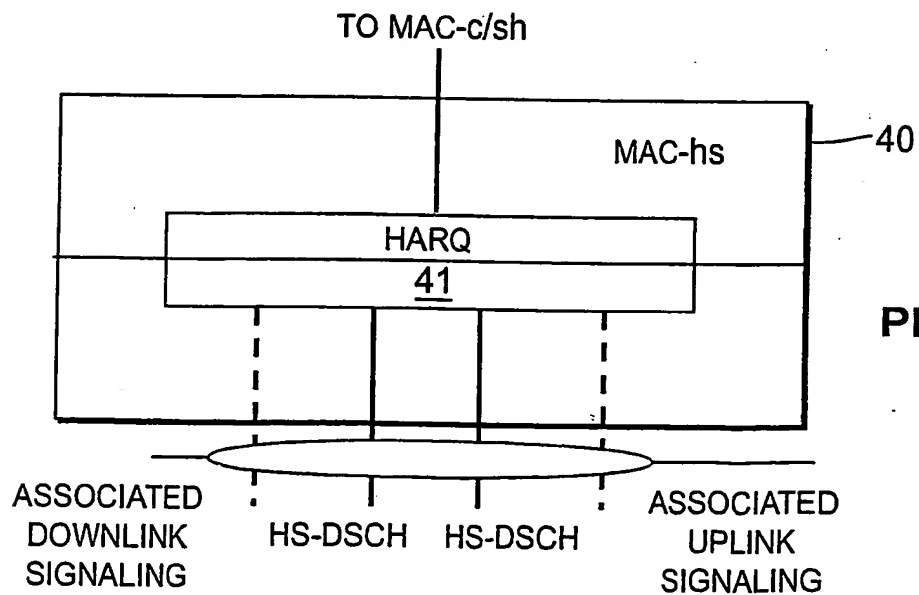 TO MAC-c/sh
40
MAC-hs
HARQ
41
ASSOCIATED
DOWNLINK
SIGNALING
HS-DSCH
HS-DSCH
ASSOCIATED
UPLINK
SIGNALING